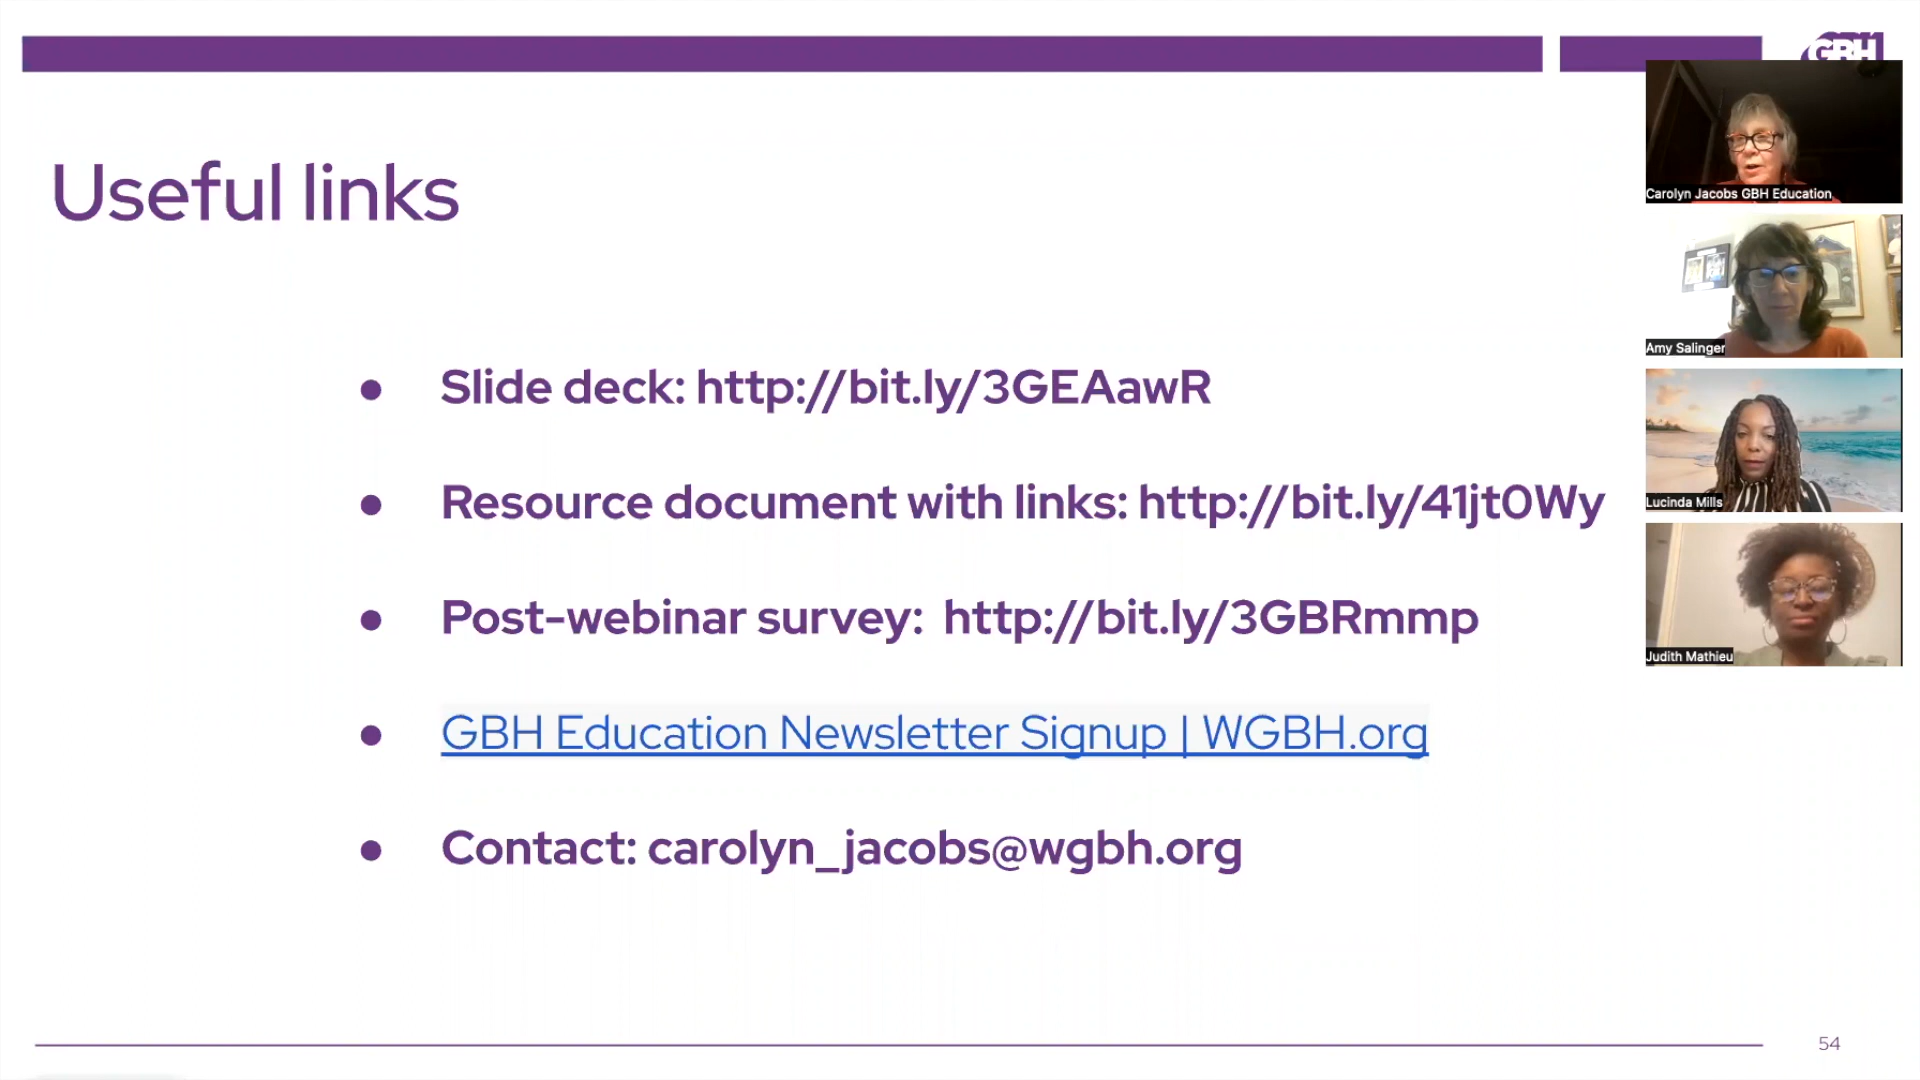 GBH
Useful links
Slide deck: http://bit.ly/3GEAawR
Resource document with links: http://bit.ly/41jt0Wy
Post-webinar survey: http://bit.ly/3GBRmmp
GBH Education Newsletter Signup | WGBH.org
Contact: carolyn_jacobs@wgbh.org
Carolyn Jacobs GBH Education
Amy Salinger
Lucinda Mills
Judith Mathieu
54